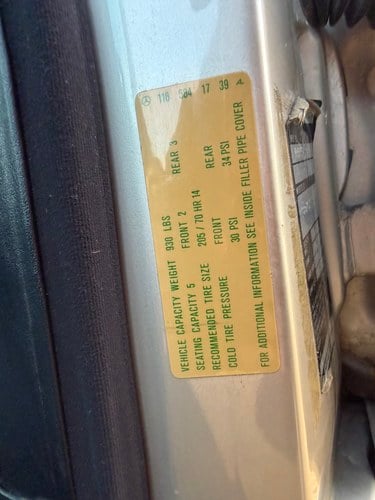 116 584 17 39
VEHICLE CAPACITY WEIGHT 930 LBS
SEATING CAPACITY 5 FRONT 2 REAR 3
RECOMMENDED TIRE SIZE 205 / 70 HR 14
COLD TIRE PRESSURE FRONT 30 PSI REAR 34 PSI
FOR ADDITIONAL INFORMATION SEE INSIDE FILLER PIPE COVER